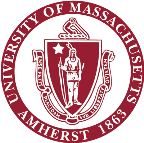 UNIVERSITY OF MASSACHUSETTS
AMHERST 1863